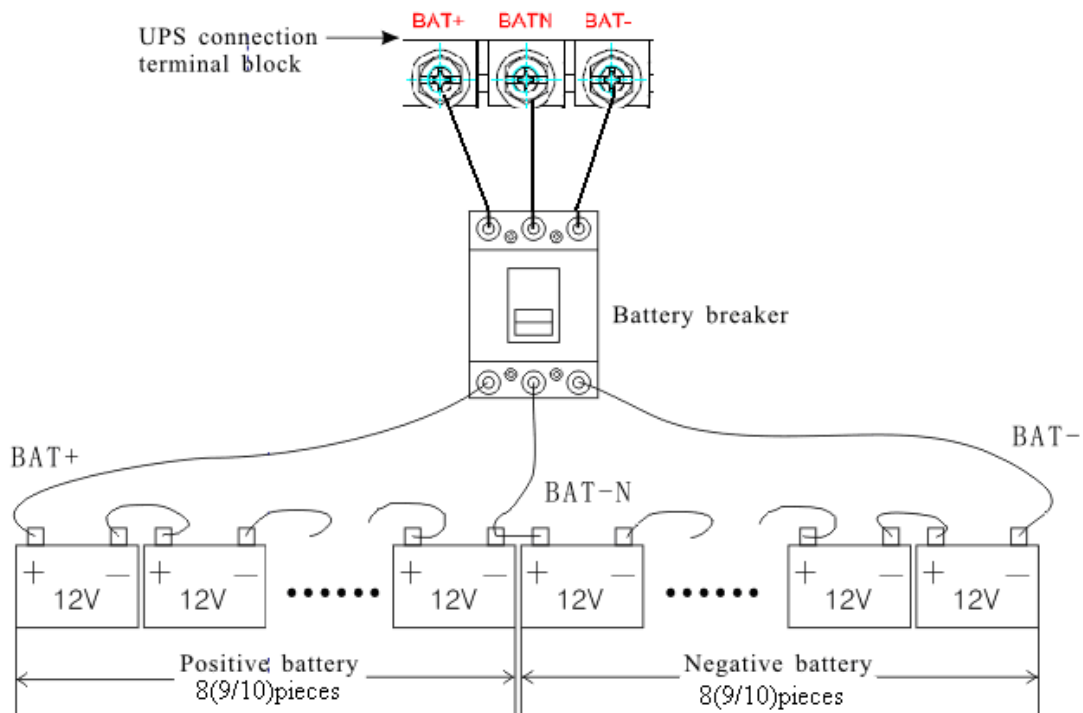 BAT+ BATN BAT-
UPS connection
terminal block
Battery breaker
BAT+
BAT-
BAT-N
+ — + — + — + — + — + —
12V 12V 12V 12V 12V 12V
Positive battery
8(9/10)pieces
Negative battery
8(9/10)pieces